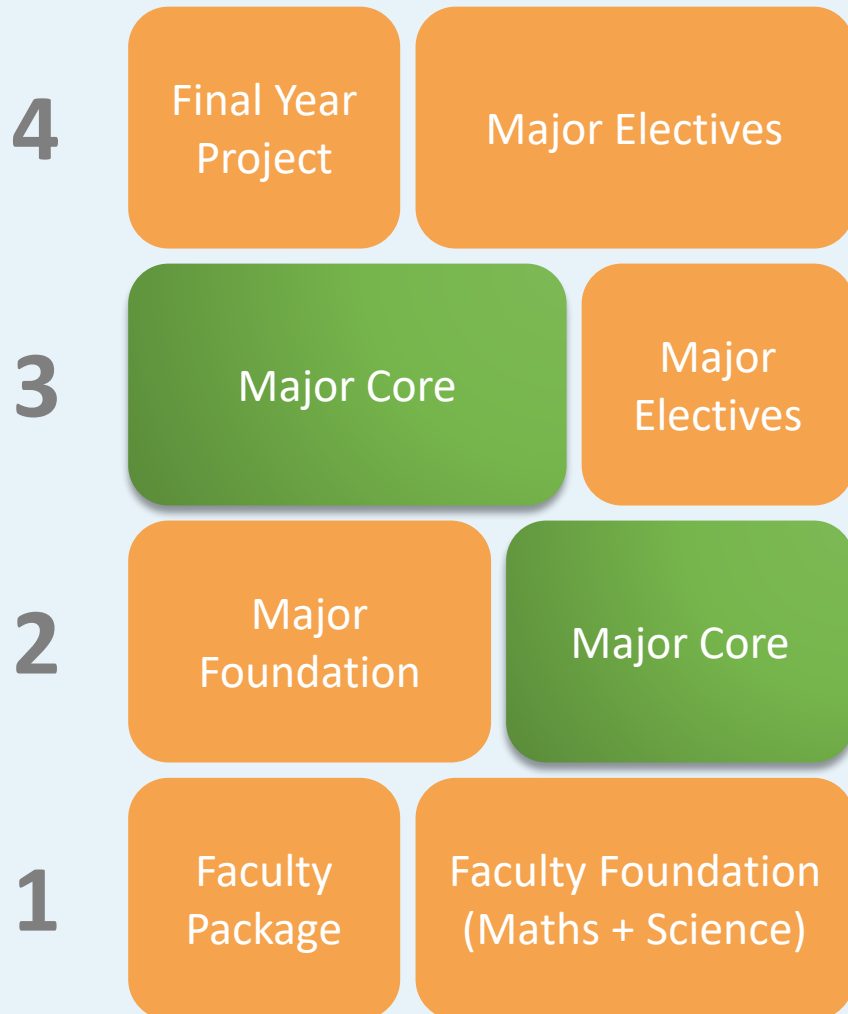 4
Final Year
Project
Major Electives
3
Major Core
Major
Electives
2
Major
Foundation
Major Core
1
Faculty
Package
Faculty Foundation
(Maths + Science)